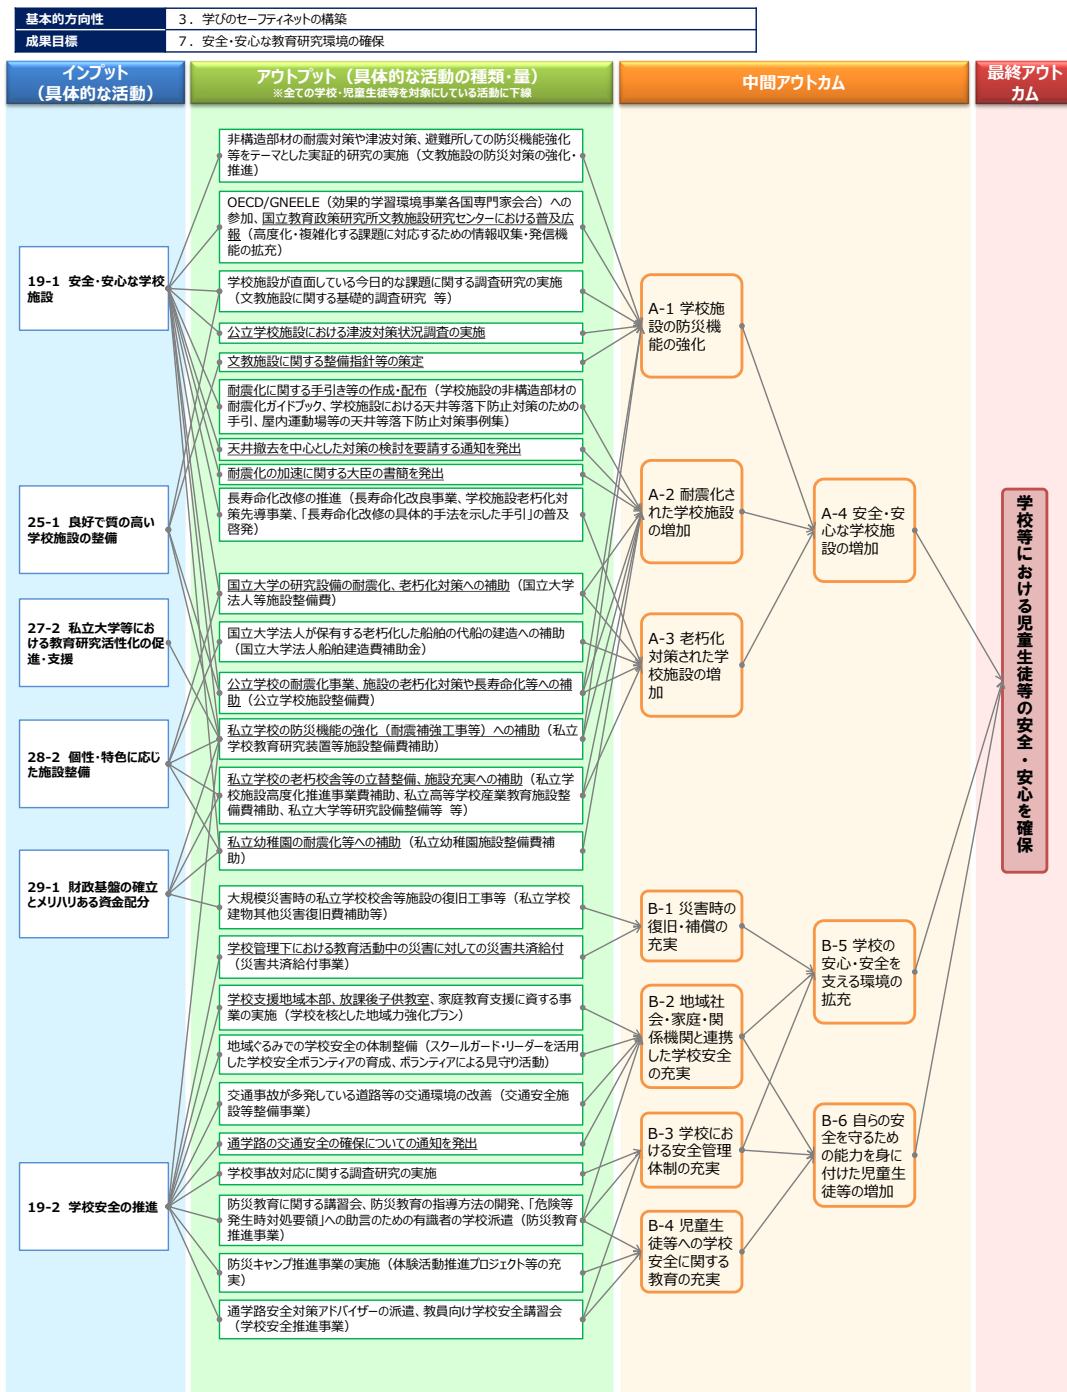 基本的方向性
3．学びのセーフティネットの構築
成果目標
7．安全・安心な教育研究環境の確保
インプット
（具体的な活動）
アウトプット（具体的な活動の種類・量）
※全ての学校・児童生徒等を対象にしている活動に下線
中間アウトカム
最終アウト
カム
19-1 安全・安心な学校
施設
25-1 良好で質の高い
学校施設の整備
27-2 私立大学等にお
ける教育研究活性化の促
進・支援
28-2 個性・特色に応じ
た施設整備
29-1 財政基盤の確立
とメリハリある資金配分
19-2 学校安全の推進
非構造部材の耐震対策や津波対策、避難所しての防災機能強化
等をテーマとした実証的研究の実施（文教施設の防災対策の強化・
推進）
OECD/GNEELE（効果的学習環境事業各国専門家会合）への
参加、国立教育政策研究所文教施設研究センターにおける普及広
報（高度化・複雑化する課題に対応するための情報収集・発信機
能の拡充）
学校施設が直面している今日的な課題に関する調査研究の実施
（文教施設に関する基礎的調査研究 等）
公立学校施設における津波対策状況調査の実施
文教施設に関する整備指針等の策定
耐震化に関する手引き等の作成・配布（学校施設の非構造部材の
耐震化ガイドブック、学校施設における天井等落下防止対策のための
手引、屋内運動場等の天井等落下防止対策事例集）
天井撤去を中心とした対策の検討を要請する通知を発出
耐震化の加速に関する大臣の書簡を発出
長寿命化改修の推進（長寿命化改良事業、学校施設老朽化対
策先導事業、「長寿命化改修の具体的手法を示した手引」の普及
啓発）
国立大学の研究設備の耐震化、老朽化対策への補助（国立大学
法人等施設整備費）
国立大学法人が保有する老朽化した船舶の代船の建造への補助
（国立大学法人船舶建造費補助金）
公立学校の耐震化事業、施設の老朽化対策や長寿命化等への補
助（公立学校施設整備費）
私立学校の防災機能の強化（耐震補強工事等）への補助（私立
学校教育研究装置等施設整備費補助）
私立学校の老朽校舎等の立替整備、施設充実への補助（私立学
校施設高度化推進事業費補助、私立高等学校産業教育施設整
備費補助、私立大学等研究設備整備等 等）
私立幼稚園の耐震化等への補助（私立幼稚園施設整備費補
助）
大規模災害時の私立学校校舎等施設の復旧工事等（私立学校
建物其他災害復旧費補助等）
学校管理下における教育活動中の災害に対しての災害共済給付
（災害共済給付事業）
学校支援地域本部、放課後子供教室、家庭教育支援に資する事
業の実施（学校を核とした地域力強化プラン）
地域ぐるみでの学校安全の体制整備（スクールガード・リーダーを活用
した学校安全ボランティアの育成、ボランティアによる見守り活動）
交通事故が多発している道路等の交通環境の改善（交通安全施
設等整備事業）
通学路の交通安全の確保についての通知を発出
学校事故対応に関する調査研究の実施
防災教育に関する講習会、防災教育の指導方法の開発、「危険等
発生時対処要領」への助言のための有識者の学校派遣（防災教育
推進事業）
防災キャンプ推進事業の実施（体験活動推進プロジェクト等の充
実）
通学路安全対策アドバイザーの派遣、教員向け学校安全講習会
（学校安全推進事業）
A-1 学校施
設の防災機
能の強化
A-2 耐震化さ
れた学校施設
の増加
A-3 老朽化
対策された学
校施設の増
加
A-4 安全・安
心な学校施
設の増加
B-1 災害時の
復旧・補償の
充実
B-2 地域社
会・家庭・関
係機関と連携
した学校安全
の充実
B-3 学校にお
ける安全管理
体制の充実
B-4 児童生
徒等への学校
安全に関する
教育の充実
B-5 学校の
安心・安全を
支える環境の
拡充
B-6 自らの安
全を守るため
の能力を身に
付けた児童生
徒等の増加
学校等における児童生徒等の安全・安心を確保